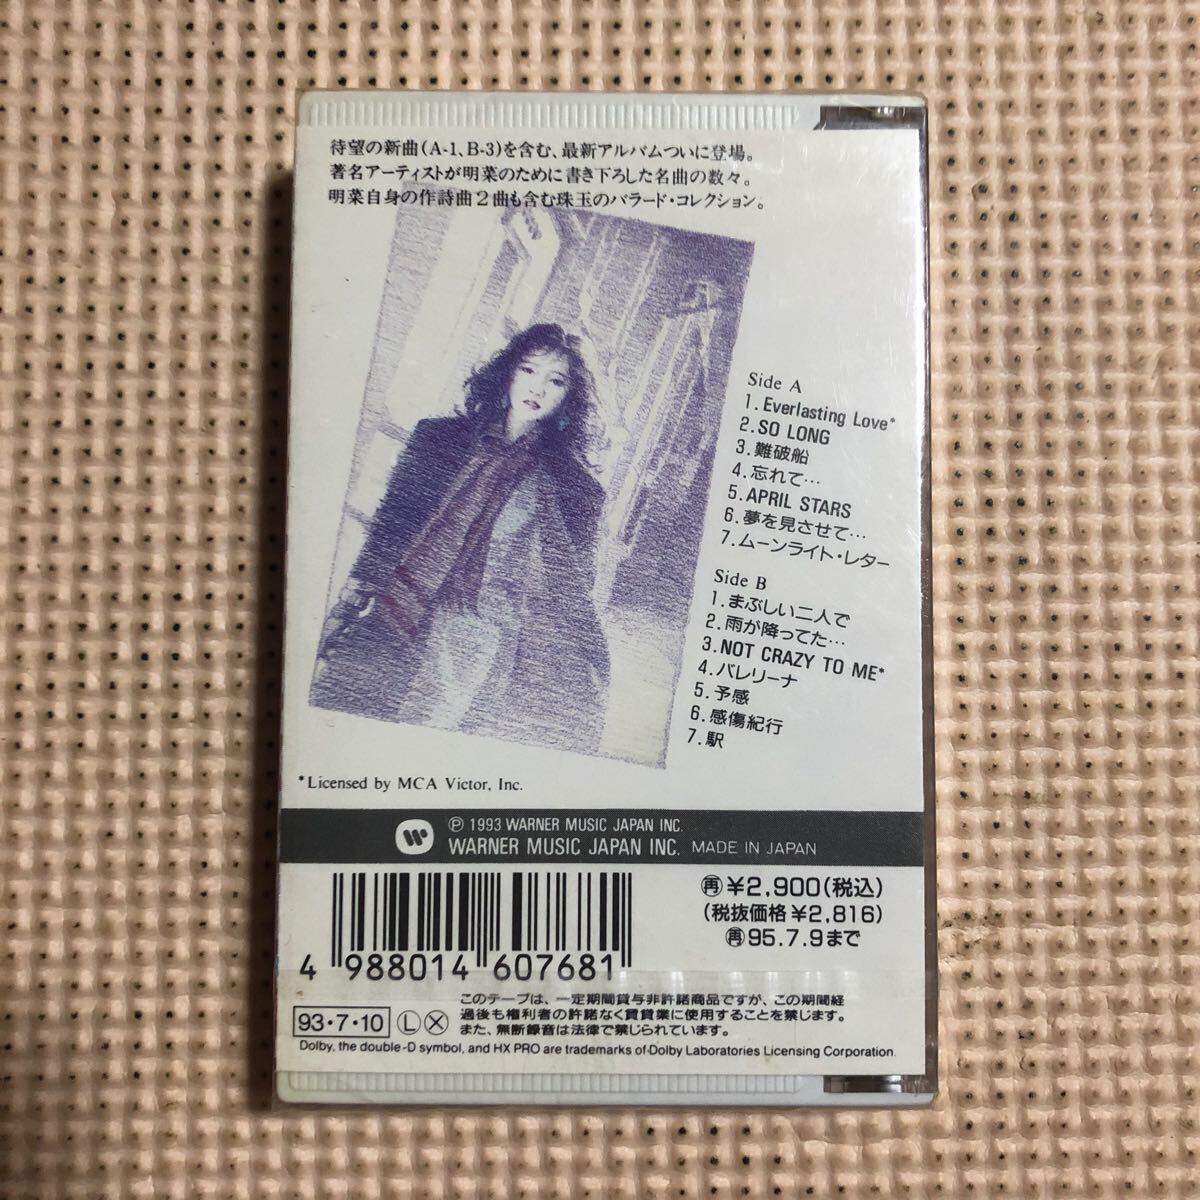 待望の新曲(A-1、B-3)を含む、最新アルバムついに登場。
著名アーティストが明菜のために書き下ろした名曲の数々。
明菜自身の作詩曲2曲も含む珠玉のバラード・コレクション。
Side A
1. Everlasting Love*
2. SO LONG
3. 難破船
4. 忘れて…
5. APRIL STARS
6. 夢を見させて…
7. ムーンライト・レター
Side B
1. まぶしい二人で
2. 雨が降ってた…
3. NOT CRAZY TO ME*
4. バレリーナ
5. 予感
6. 感傷紀行
7. 駅
*Licensed by MCA Victor, Inc.
Ⓟ 1993 WARNER MUSIC JAPAN INC.
WARNER MUSIC JAPAN INC. MADE IN JAPAN
㊢¥2,900(税込)
(税抜価格¥2,816)
㊢95.7.9まで
4 988014 607681
このテープは、一定期間貸与非許諾商品ですが、この期間経
過後も権利者の許諾なく賃貸業に使用することを禁じます。
また、無断録音は法律で禁じられています。
93・7・10 Ⓛ Ⓧ
Dolby, the double-D symbol, and HX PRO are trademarks of Dolby Laboratories Licensing Corporation.